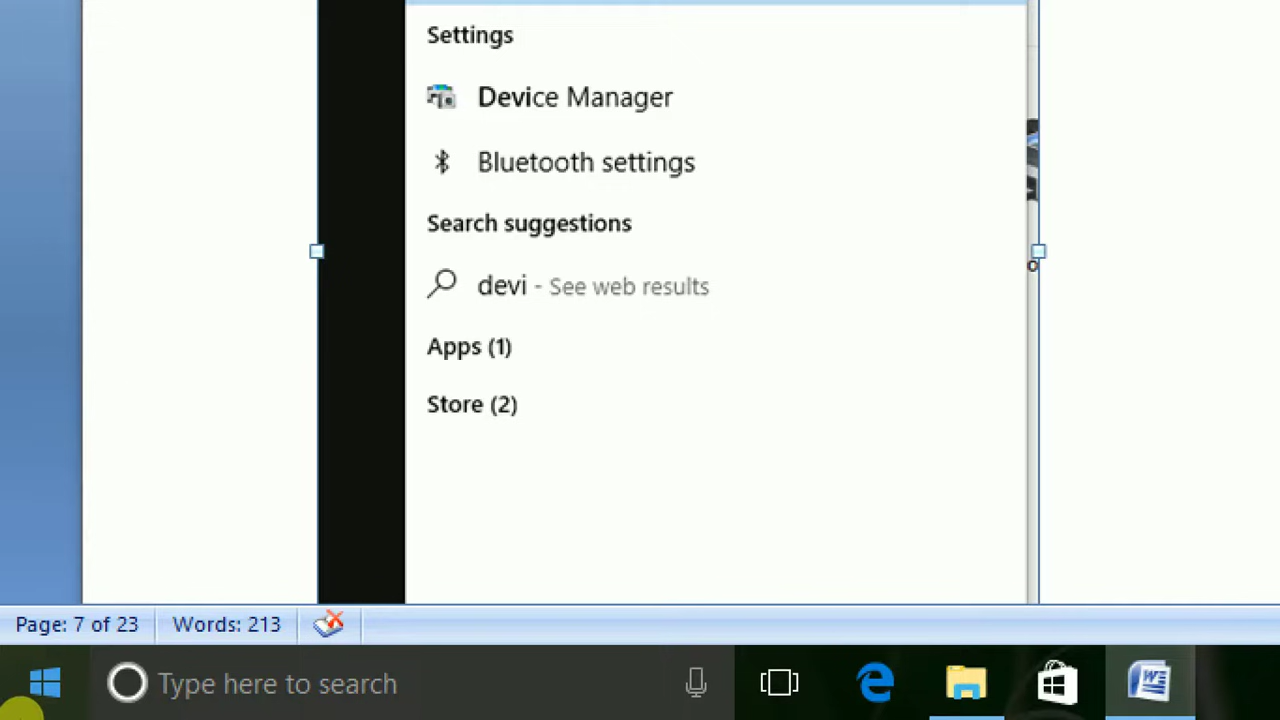 Settings
Device Manager
Bluetooth settings
Search suggestions
devi - See web results
Apps (1)
Store (2)
Page: 7 of 23 Words: 213
Type here to search